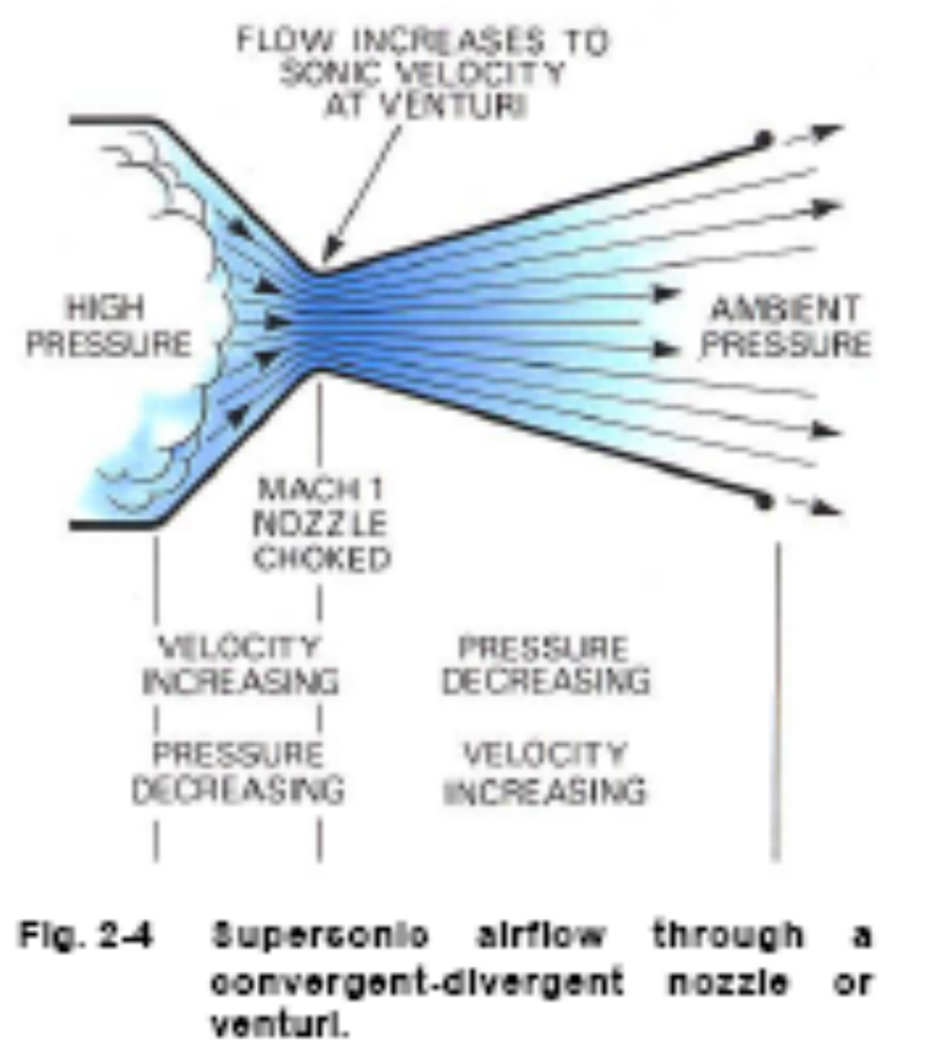 FLOW INCREASES TO
SONIC VELOCITY
AT VENTURI
HIGH
PRESSURE
AMBIENT
PRESSURE
MACH 1
NOZZLE
CHOKED
VELOCITY
INCREASING
PRESSURE
DECREASING
PRESSURE
DECREASING
VELOCITY
INCREASING
Fig. 2-4 Supersonic airflow through a
convergent-divergent nozzle or
venturi.